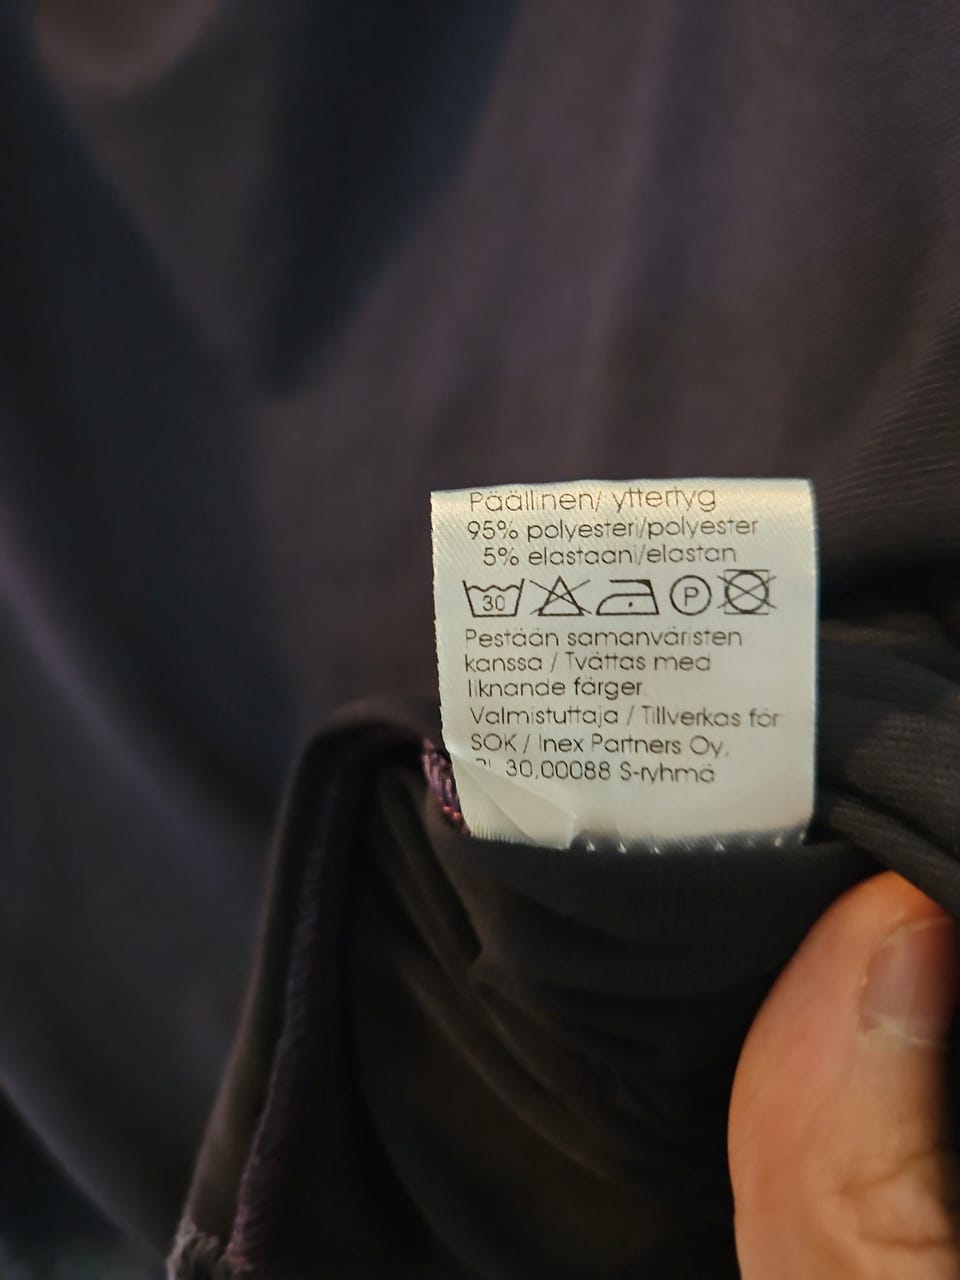 Päällinen/ yttertyg
95% polyesteri/polyester
5% elastaani/elastan
30 P
Pestään samanväristen
kanssa / Tvättas med
liknande färger.
Valmistuttaja / Tillverkas för
SOK / Inex Partners Oy,
PL 30,00088 S-ryhmä